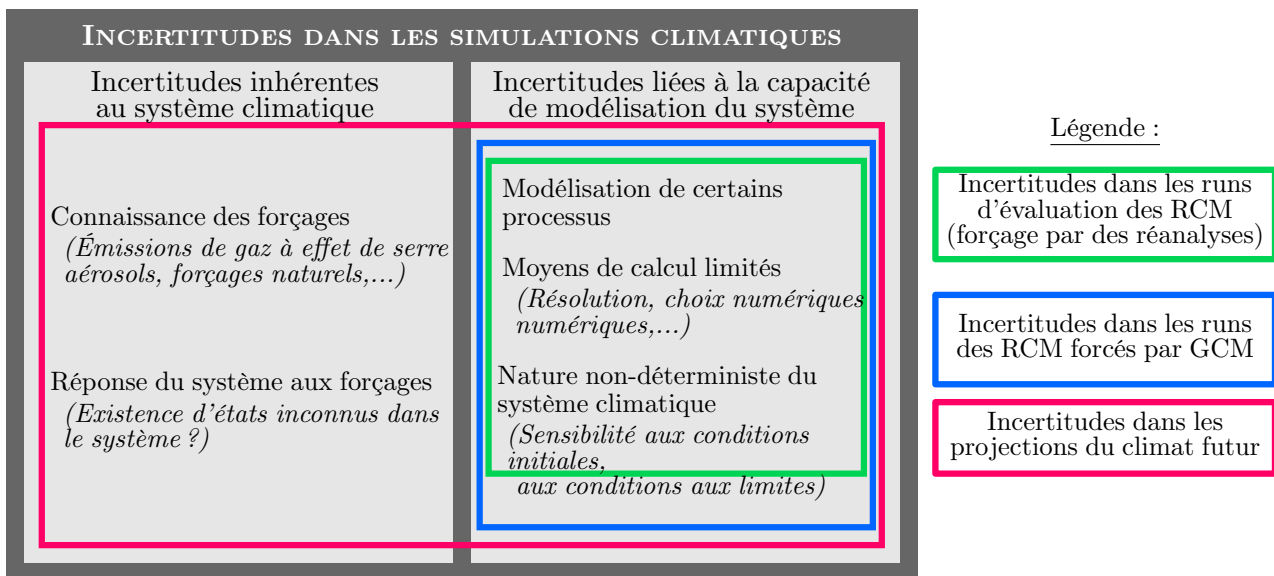 INCERTITUDES DANS LES SIMULATIONS CLIMATIQUES
Incertitudes inhérentes
au système climatique
Connaissance des forçages
(Émissions de gaz à effet de serre
aérosols, forçages naturels,...)
Réponse du système aux forçages
(Existence d'états inconnus dans
le système ?)
Incertitudes liées à la capacité
de modélisation du système
Modélisation de certains
processus
Moyens de calcul limités
(Résolution, choix numériques
numériques,...)
Nature non-déterministe du
système climatique
(Sensibilité aux conditions
initiales,
aux conditions aux limites)
Légende :
Incertitudes dans les runs
d'évaluation des RCM
(forçage par des réanalyses)
Incertitudes dans les runs
des RCM forcés par GCM
Incertitudes dans les
projections du climat futur